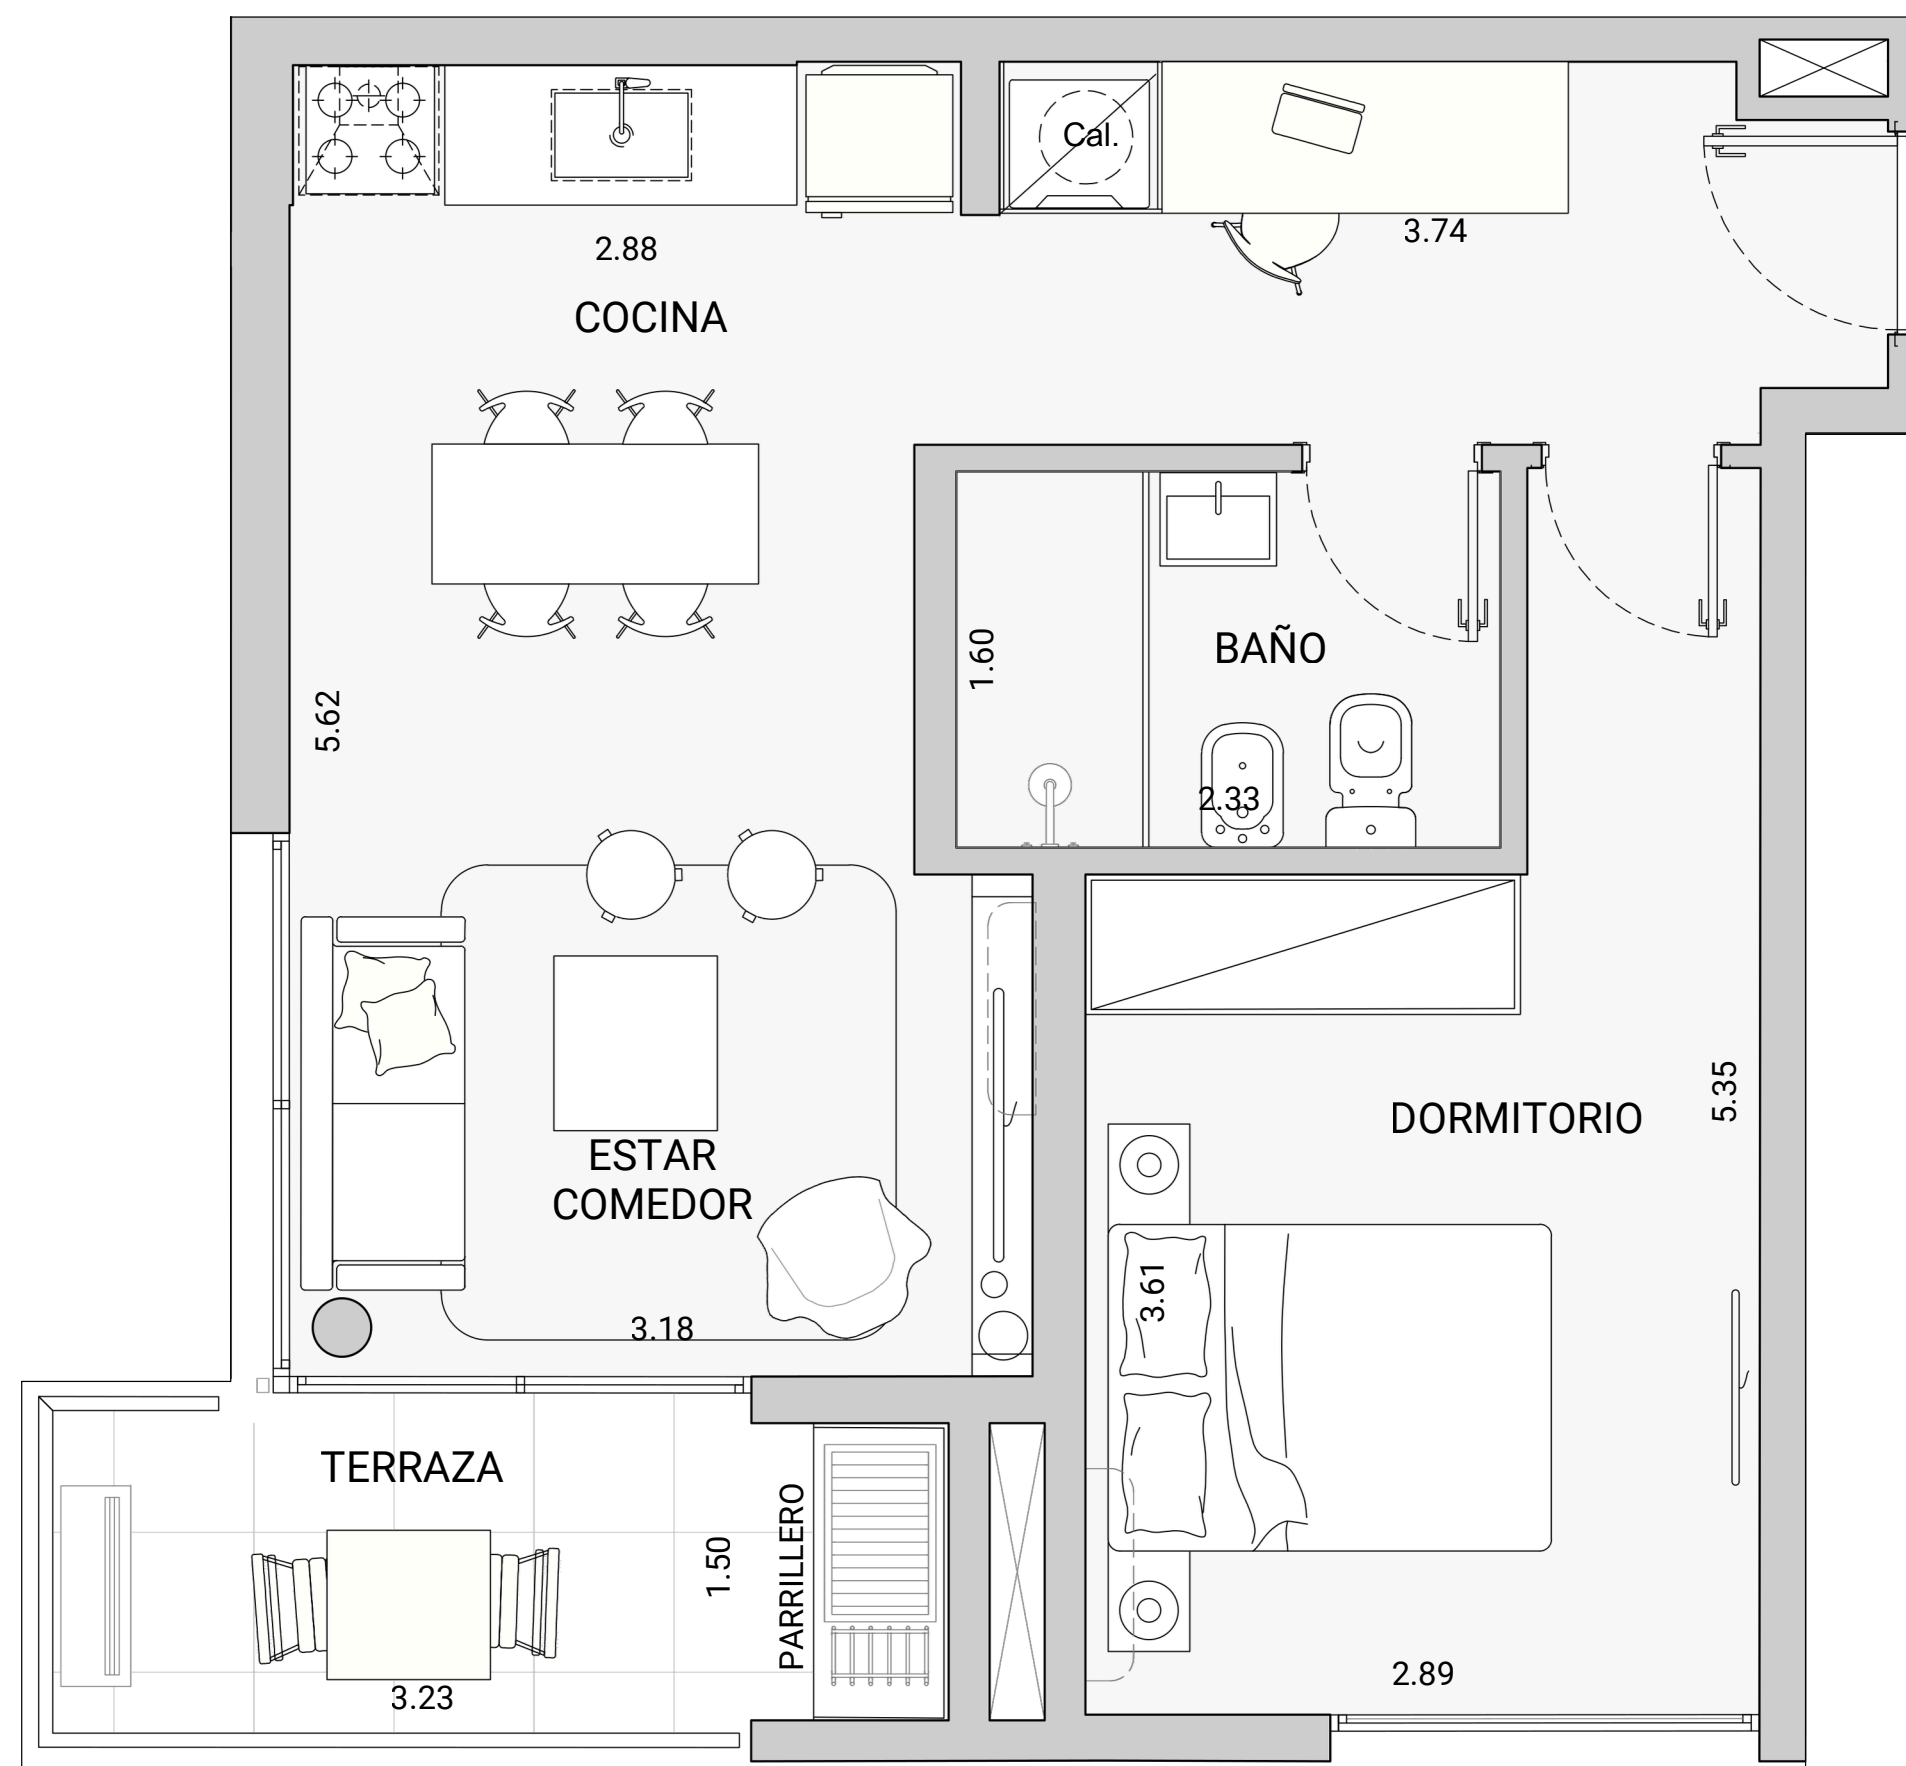 Cal.
3.74
2.88
COCINA
1.60
BAÑO
5.62
2.33
5.35
DORMITORIO
ESTAR
COMEDOR
3.61
3.18
TERRAZA
1.50
PARRILLERO
3.23
2.89